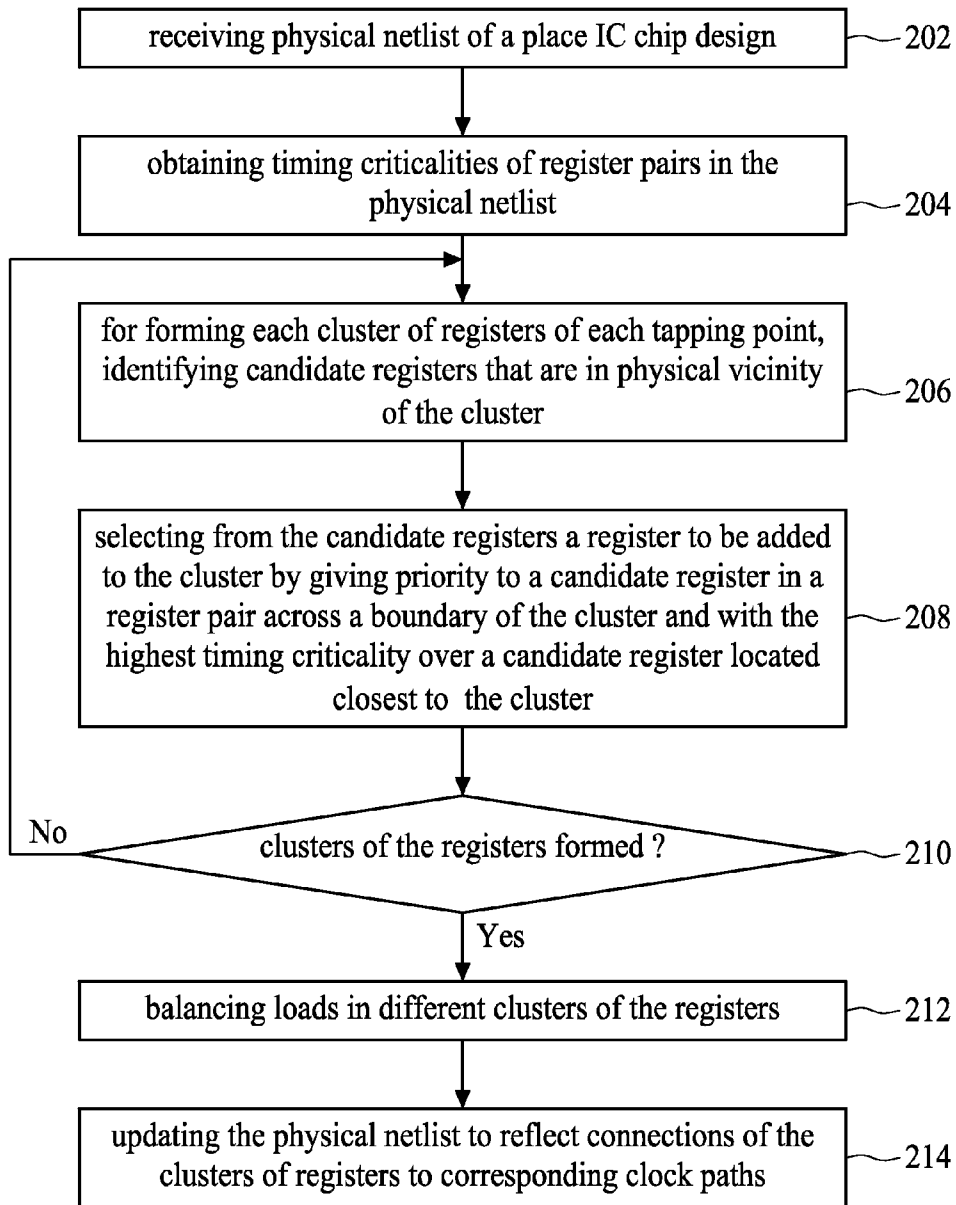 receiving physical netlist of a place IC chip design
202
obtaining timing criticalities of register pairs in the
physical netlist
204
for forming each cluster of registers of each tapping point,
identifying candidate registers that are in physical vicinity
of the cluster
206
selecting from the candidate registers a register to be added
to the cluster by giving priority to a candidate register in a
register pair across a boundary of the cluster and with the
highest timing criticality over a candidate register located
closest to the cluster
208
No
clusters of the registers formed ?
210
Yes
balancing loads in different clusters of the registers
212
updating the physical netlist to reflect connections of the
clusters of registers to corresponding clock paths
214